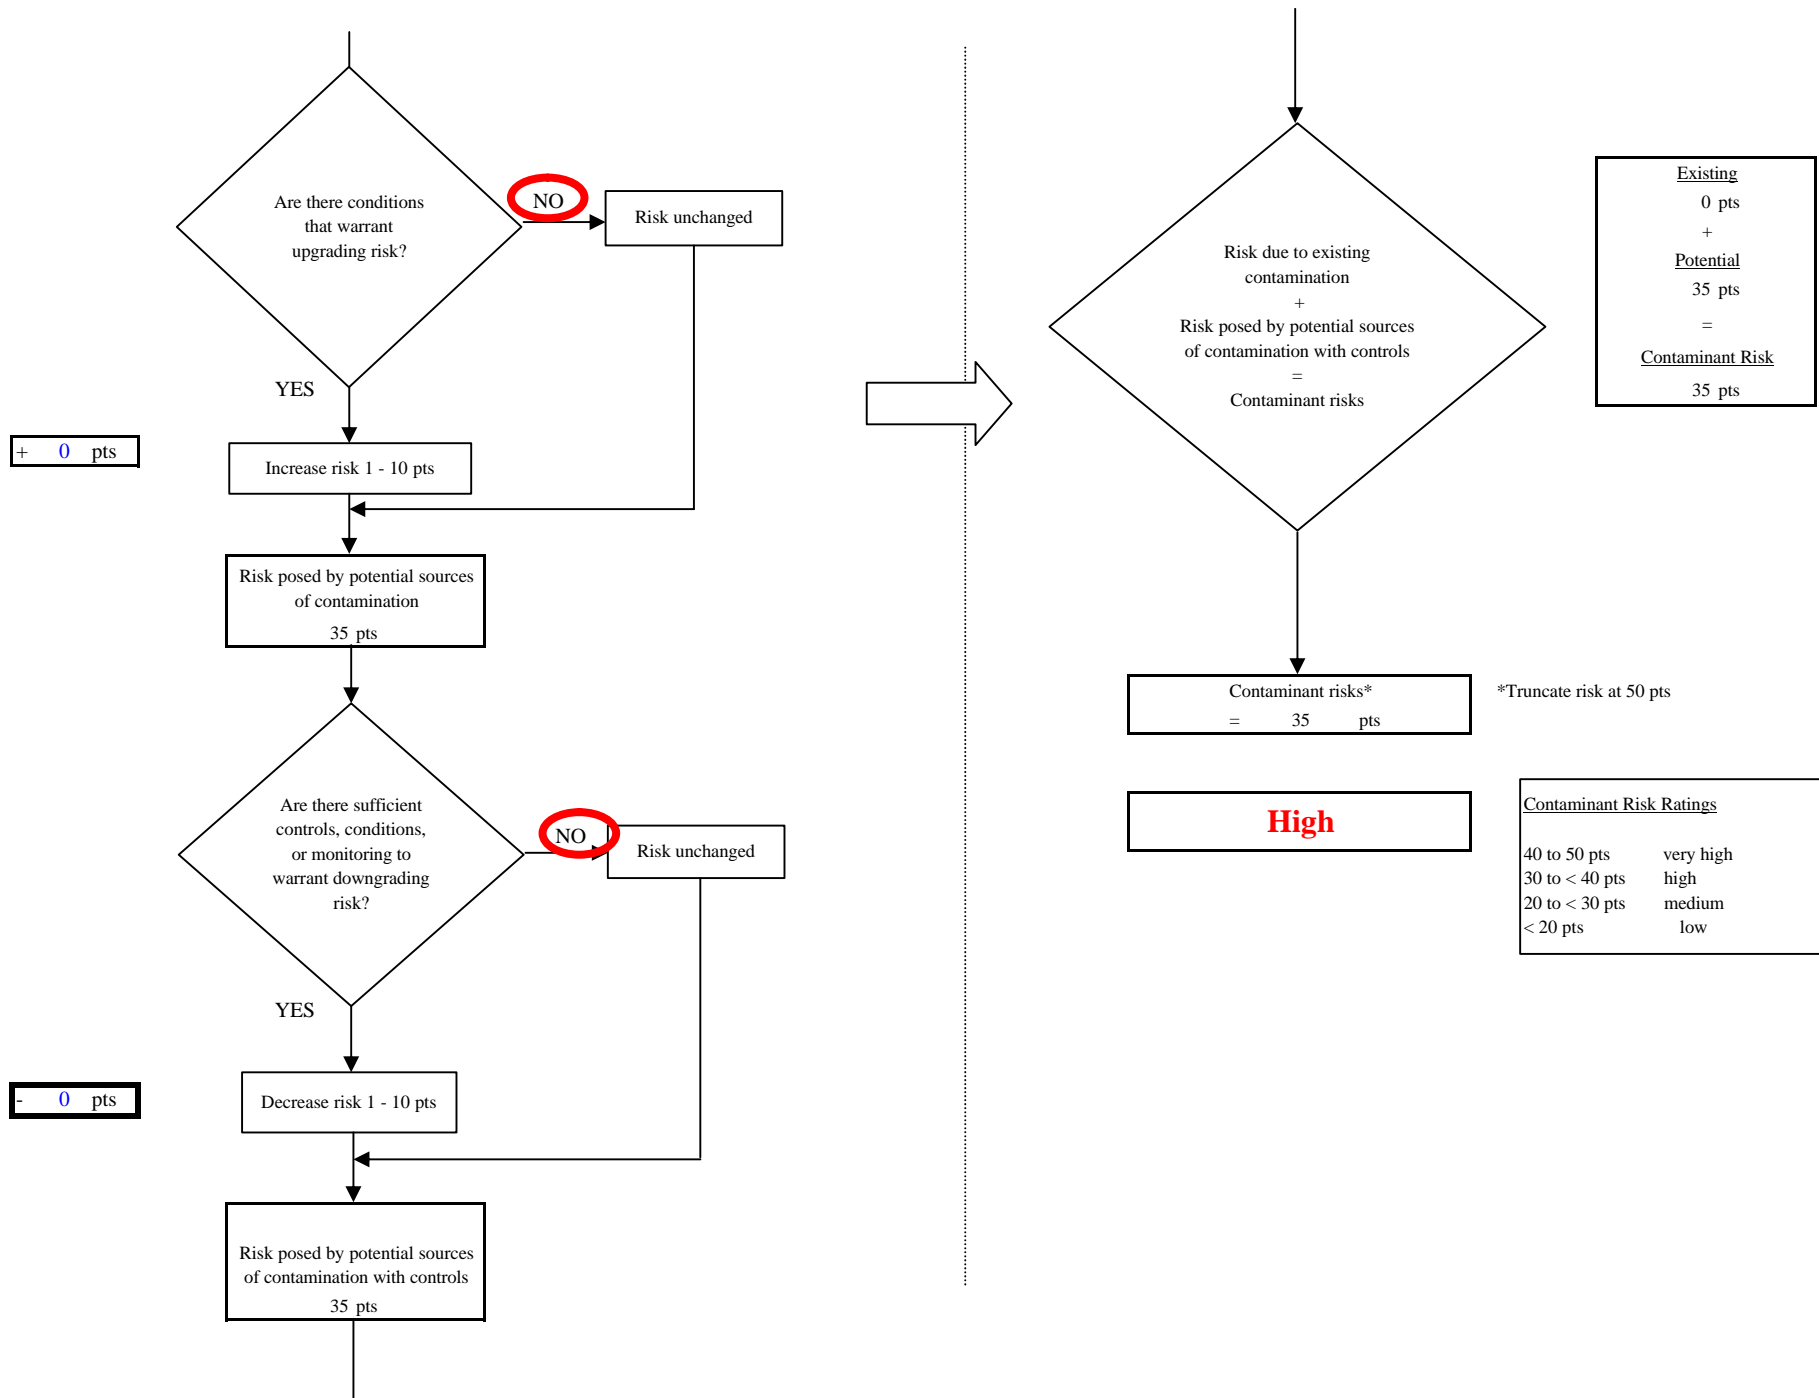 Are there conditions
that warrant
upgrading risk?
NO
Risk unchanged
YES
+ 0 pts
Increase risk 1 - 10 pts
Risk posed by potential sources
of contamination
35 pts
Are there sufficient
controls, conditions,
or monitoring to
warrant downgrading
risk?
NO
Risk unchanged
YES
- 0 pts
Decrease risk 1 - 10 pts
Risk posed by potential sources
of contamination with controls
35 pts
Risk due to existing
contamination
+
Risk posed by potential sources
of contamination with controls
=
Contaminant risks
Existing
0 pts
+
Potential
35 pts
=
Contaminant Risk
35 pts
Contaminant risks*
= 35 pts
*Truncate risk at 50 pts
High
Contaminant Risk Ratings
40 to 50 pts very high
30 to < 40 pts high
20 to < 30 pts medium
< 20 pts low